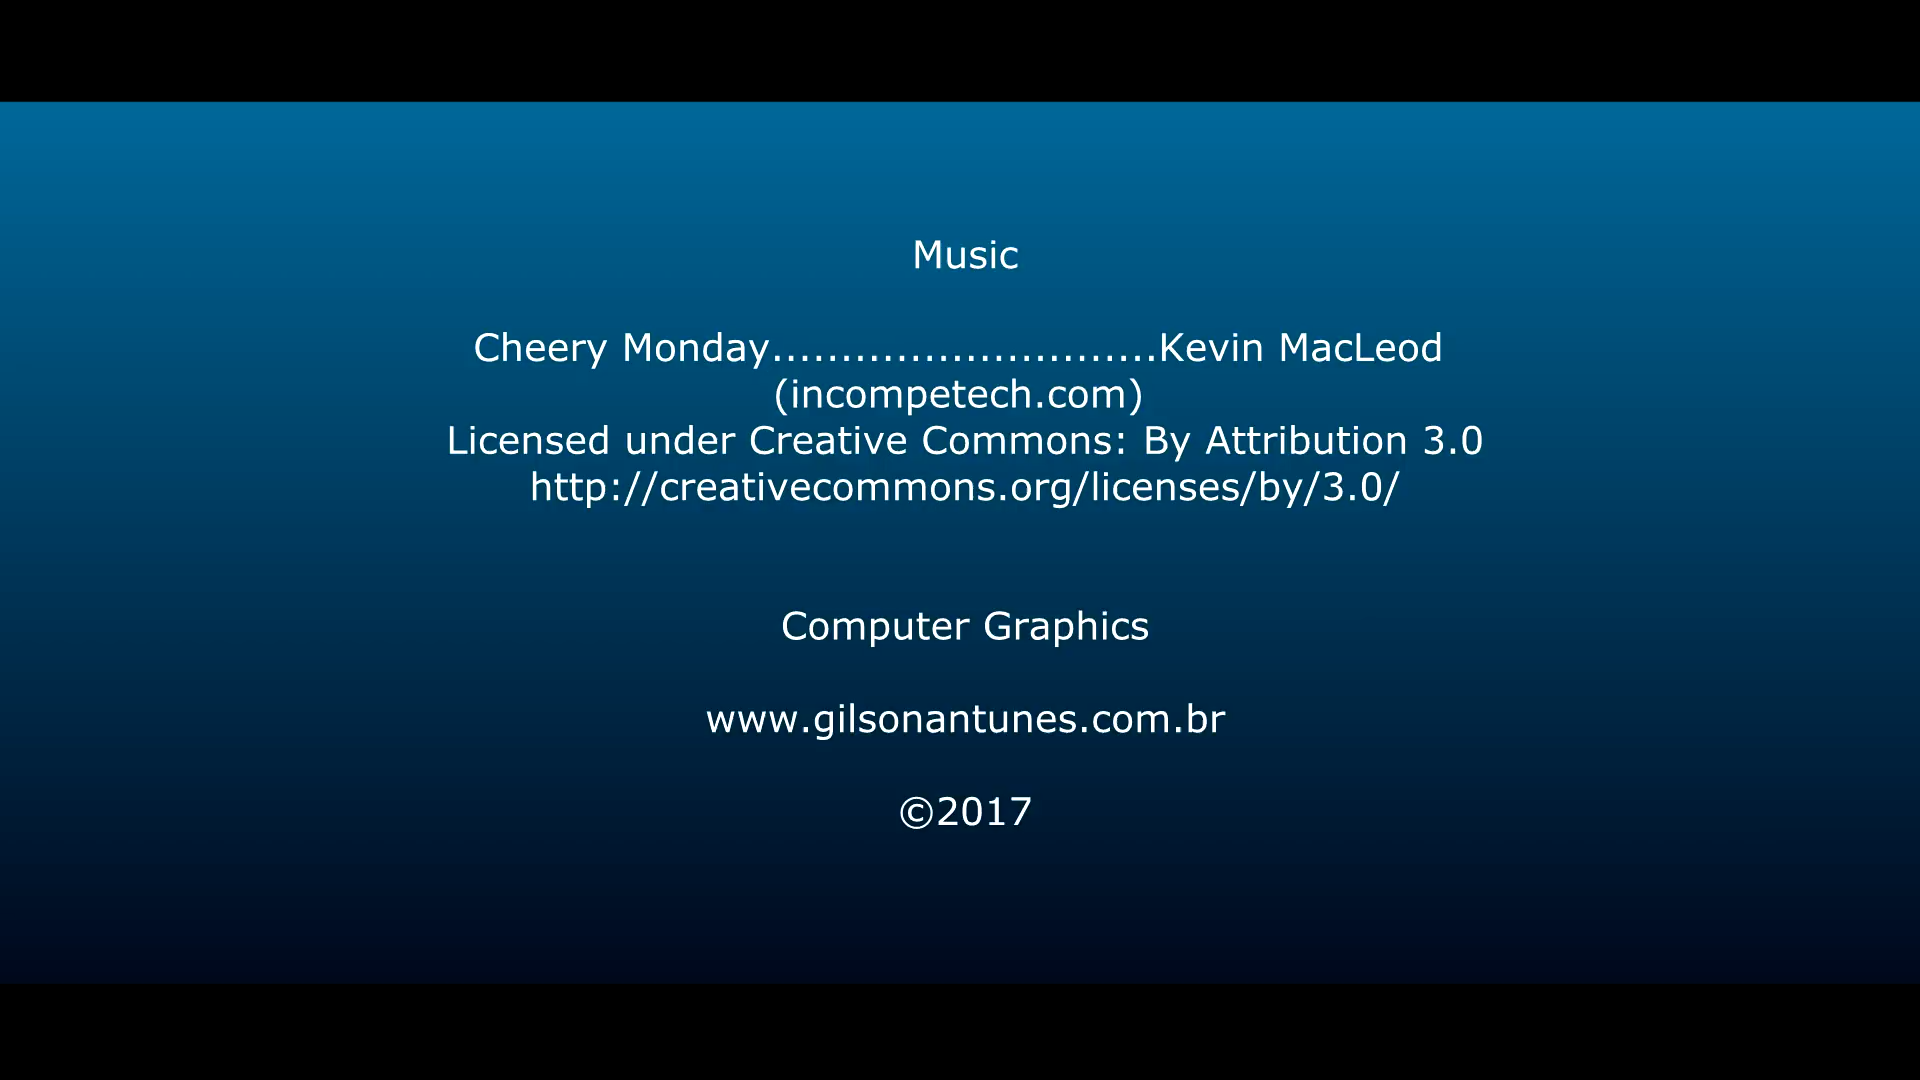 Music
Cheery Monday............................Kevin MacLeod
(incompetech.com)
Licensed under Creative Commons: By Attribution 3.0
http://creativecommons.org/licenses/by/3.0/
Computer Graphics
www.gilsonantunes.com.br
©2017